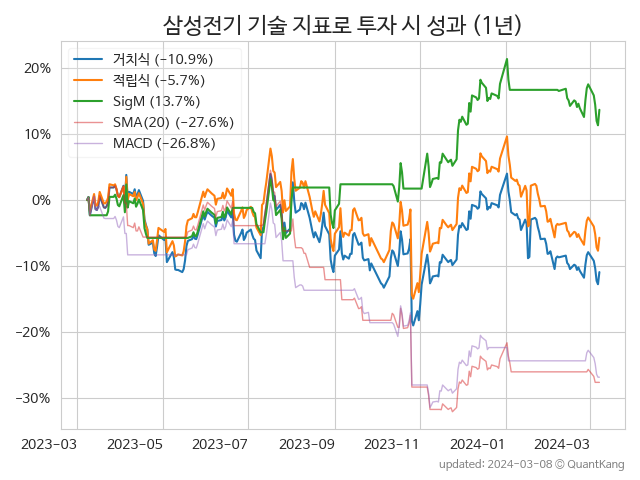 삼성전기 기술 지표로 투자 시 성과 (1년)
거치식 (−10.9%)
적립식 (−5.7%)
SigM (13.7%)
SMA(20) (−27.6%)
MACD (−26.8%)
20%
10%
0%
−10%
−20%
−30%
2023−03 2023−05 2023−07 2023−09 2023−11 2024−01 2024−03
updated: 2024−03−08 © QuantKang